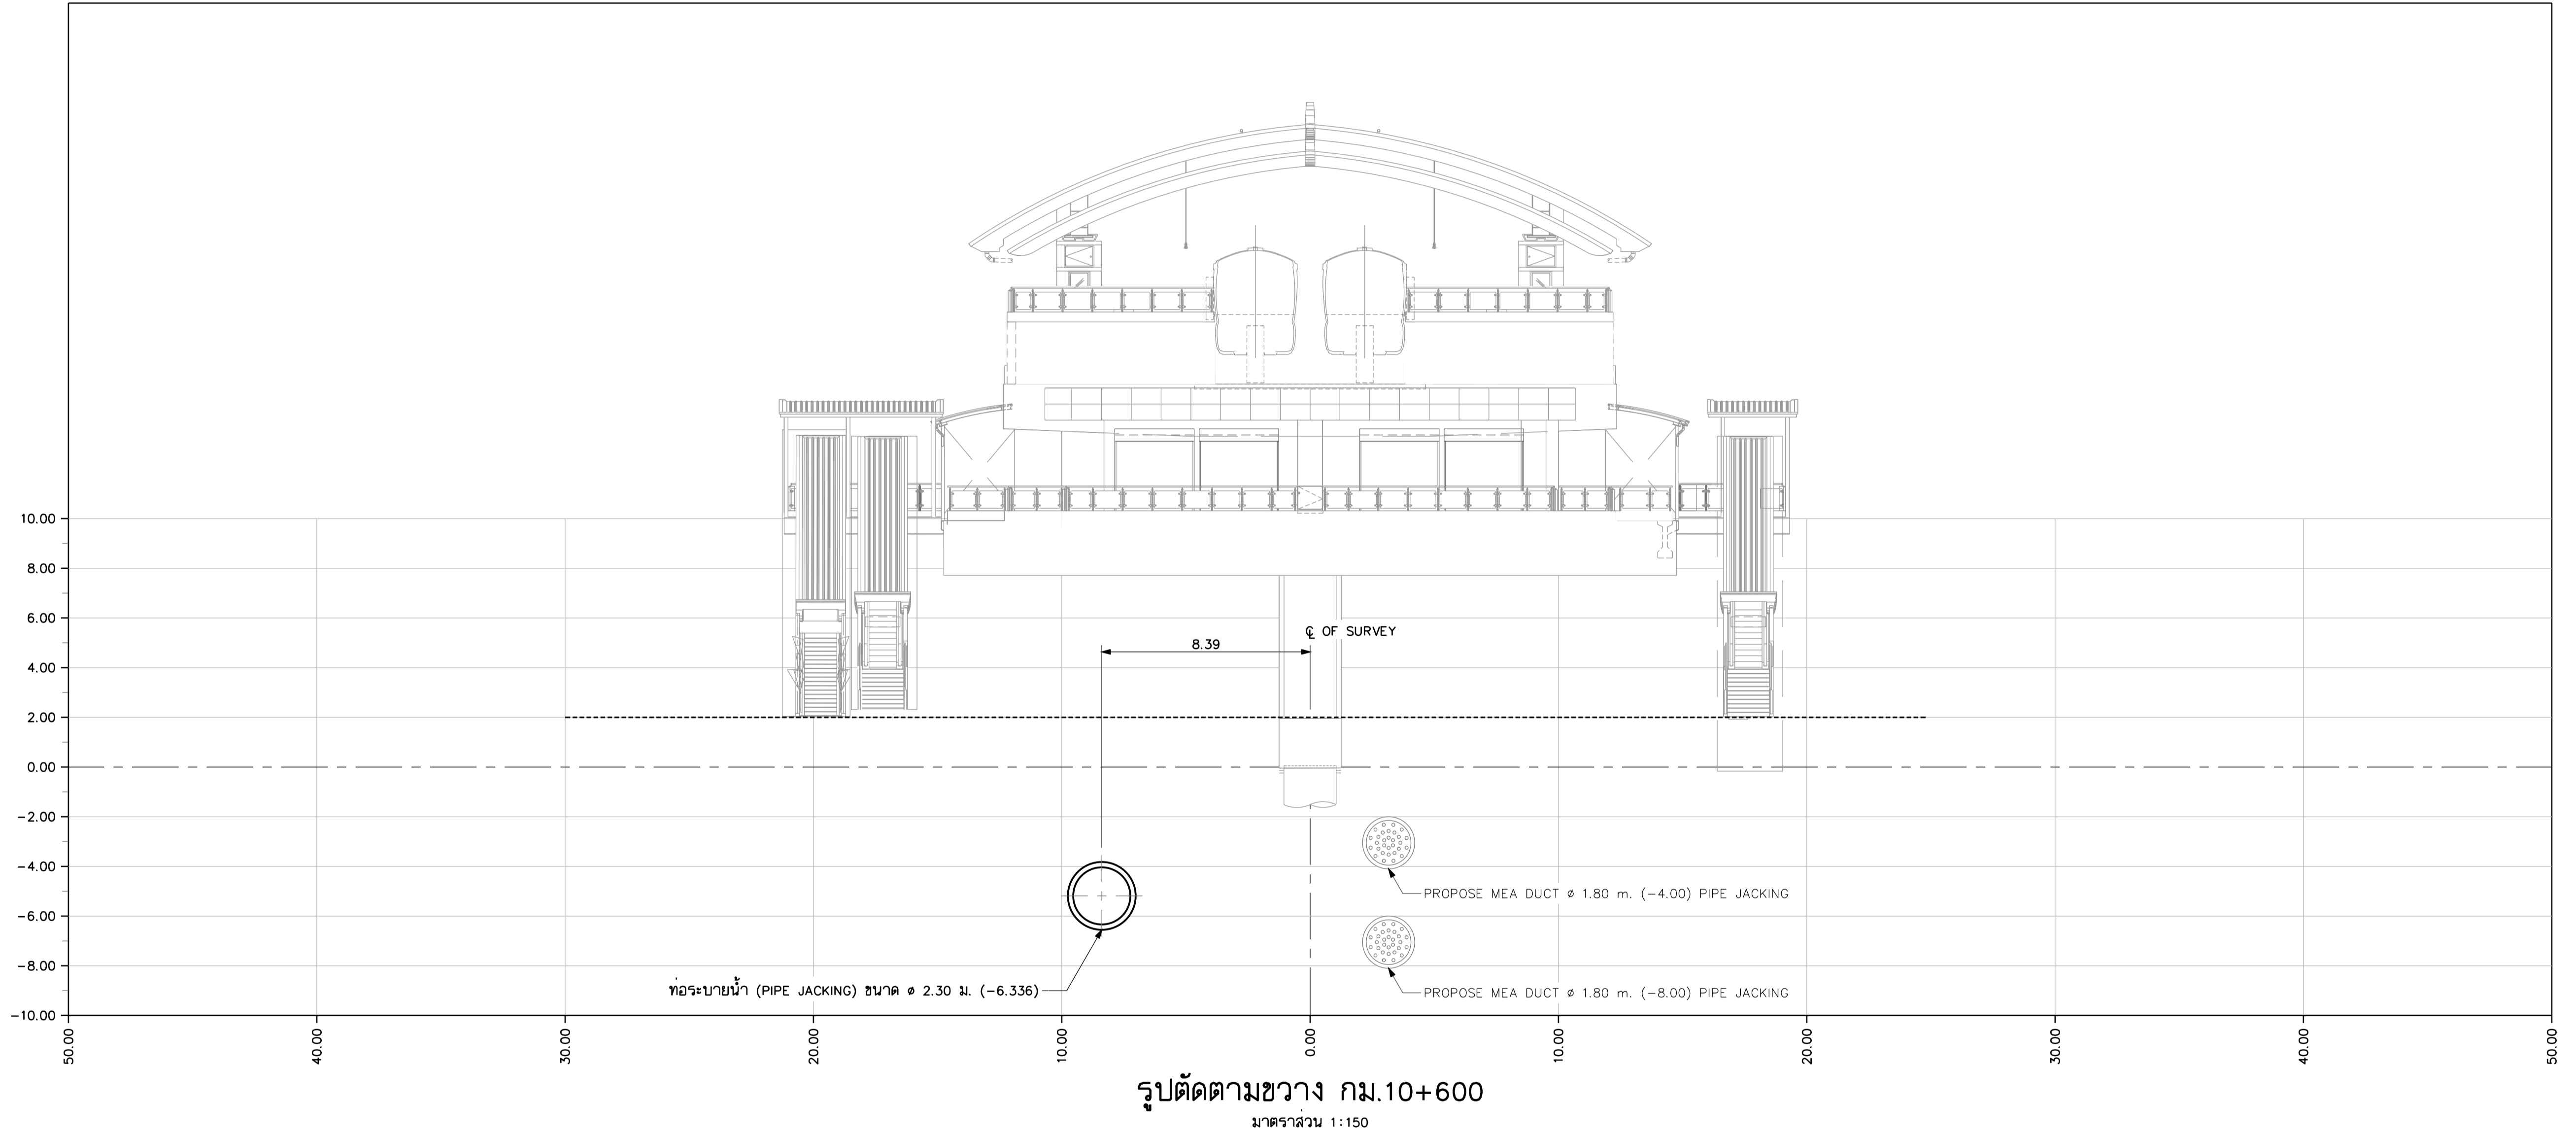 10.00
8.00
6.00
℄ OF SURVEY
8.39
4.00
2.00
0.00
-2.00
-4.00
PROPOSE MEA DUCT ø 1.80 m. (-4.00) PIPE JACKING
-6.00
-8.00
ท่อระบายน้ำ (PIPE JACKING) ขนาด ø 2.30 ม. (-6.336)
PROPOSE MEA DUCT ø 1.80 m. (-8.00) PIPE JACKING
-10.00
50.00 40.00 30.00 20.00 10.00 0.00 10.00 20.00 30.00 40.00 50.00
รูปตัดตามขวาง กม.10+600
มาตราส่วน 1:150